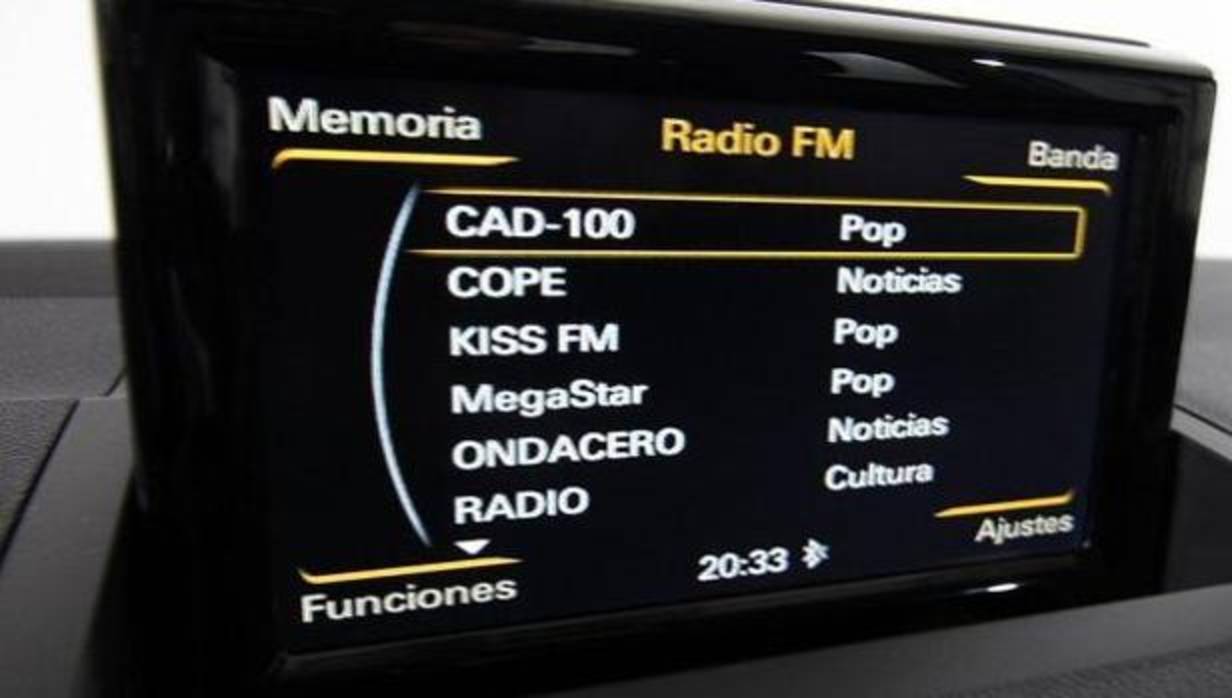 Memoria Radio FM Banda
CAD-100 Pop
COPE Noticias
KISS FM Pop
MegaStar Pop
ONDACERO Noticias
RADIO Cultura
Funciones 20:33 Ajustes